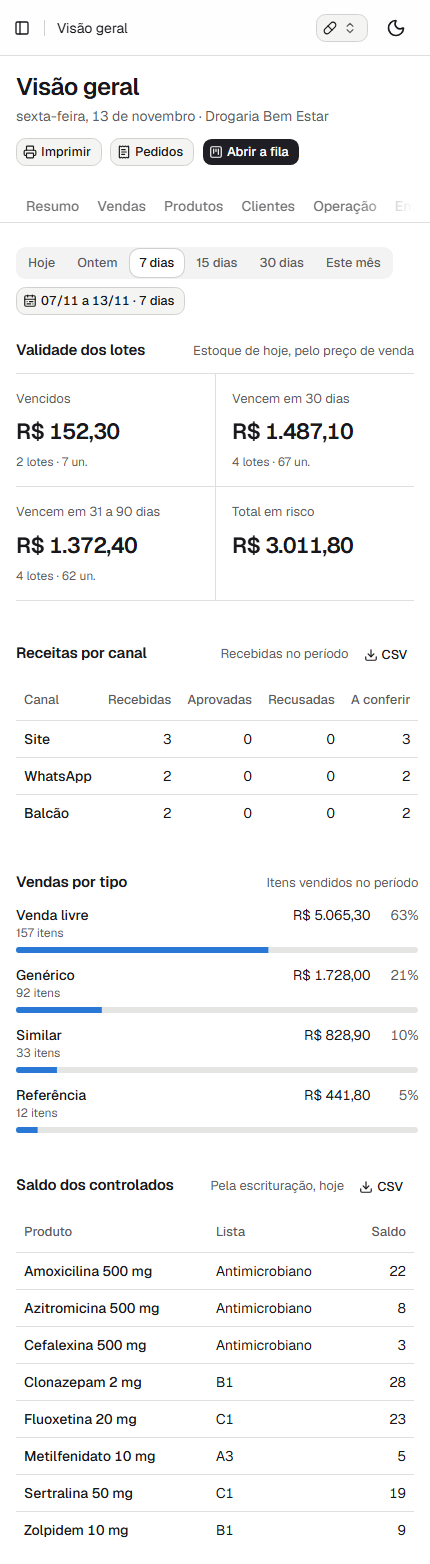 Visão geral
Visão geral
sexta-feira, 13 de novembro · Drogaria Bem Estar
Imprimir Pedidos Abrir a fila
Resumo Vendas Produtos Clientes Operação
Hoje Ontem 7 dias 15 dias 30 dias Este mês
07/11 a 13/11 · 7 dias
Validade dos lotes Estoque de hoje, pelo preço de venda
Vencidos Vencem em 30 dias
R$ 152,30 R$ 1.487,10
2 lotes · 7 un. 4 lotes · 67 un.
Vencem em 31 a 90 dias Total em risco
R$ 1.372,40 R$ 3.011,80
4 lotes · 62 un.
Receitas por canal Recebidas no período CSV
Canal Recebidas Aprovadas Recusadas A conferir
Site 3 0 0 3
WhatsApp 2 0 0 2
Balcão 2 0 0 2
Vendas por tipo Itens vendidos no período
Venda livre R$ 5.065,30 63%
157 itens
Genérico R$ 1.728,00 21%
92 itens
Similar R$ 828,90 10%
33 itens
Referência R$ 441,80 5%
12 itens
Saldo dos controlados Pela escrituração, hoje CSV
Produto Lista Saldo
Amoxicilina 500 mg Antimicrobiano 22
Azitromicina 500 mg Antimicrobiano 8
Cefalexina 500 mg Antimicrobiano 3
Clonazepam 2 mg B1 28
Fluoxetina 20 mg C1 23
Metilfenidato 10 mg A3 5
Sertralina 50 mg C1 19
Zolpidem 10 mg B1 9